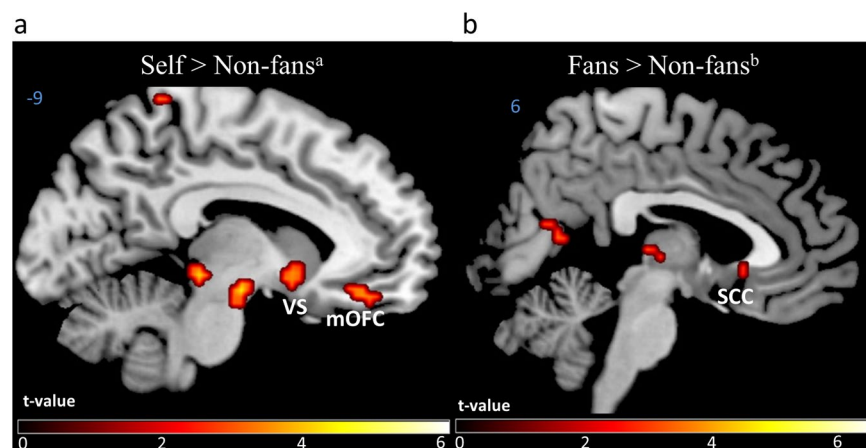 a
Self > Non-fansᵃ
-9
VS
mOFC
t-value
0 2 4 6
b
Fans > Non-fansᵇ
6
SCC
t-value
0 2 4 6